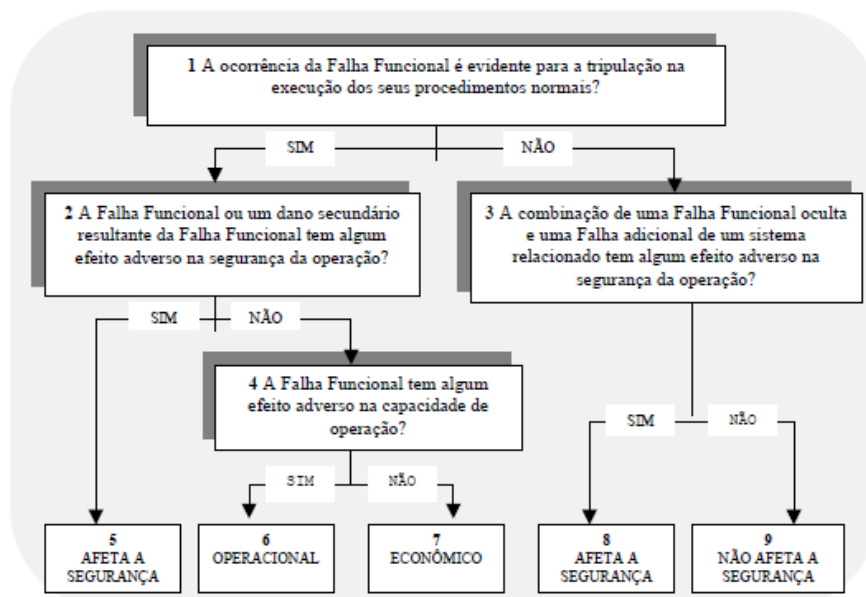 1 A ocorrência da Falha Funcional é evidente para a tripulação na
execução dos seus procedimentos normais?
SIM
NÃO
2 A Falha Funcional ou um dano secundário
resultante da Falha Funcional tem algum
efeito adverso na segurança da operação?
3 A combinação de uma Falha Funcional oculta
e uma Falha adicional de um sistema
relacionado tem algum efeito adverso na
segurança da operação?
SIM
NÃO
4 A Falha Funcional tem algum
efeito adverso na capacidade de
operação?
SIM
NÃO
SIM
NÃO
5
AFETA A
SEGURANÇA
6
OPERACIONAL
7
ECONÔMICO
8
AFETA A
SEGURANÇA
9
NÃO AFETA A
SEGURANÇA